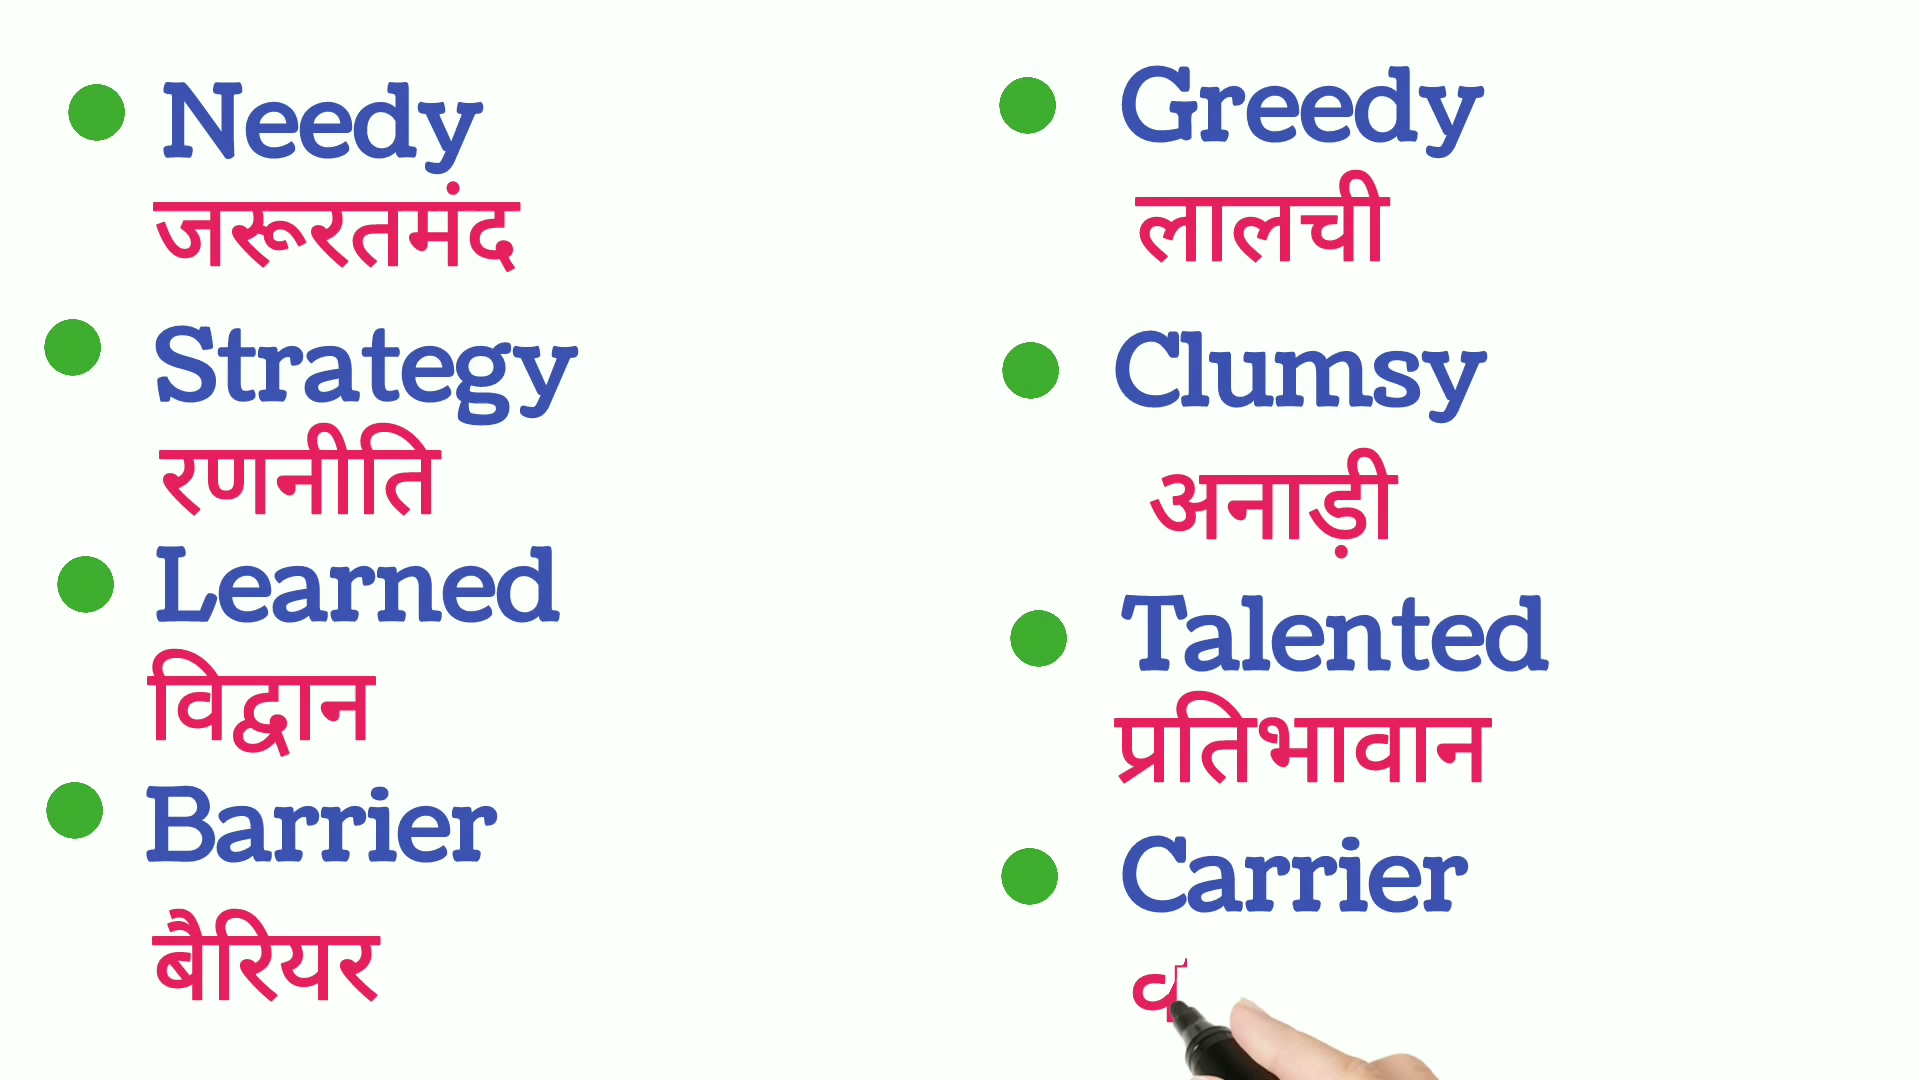 Needy
जरूरतमंद
Strategy
रणनीति
Learned
विद्वान
Barrier
बैरियर
Greedy
लालची
Clumsy
अनाड़ी
Talented
प्रतिभावान
Carrier